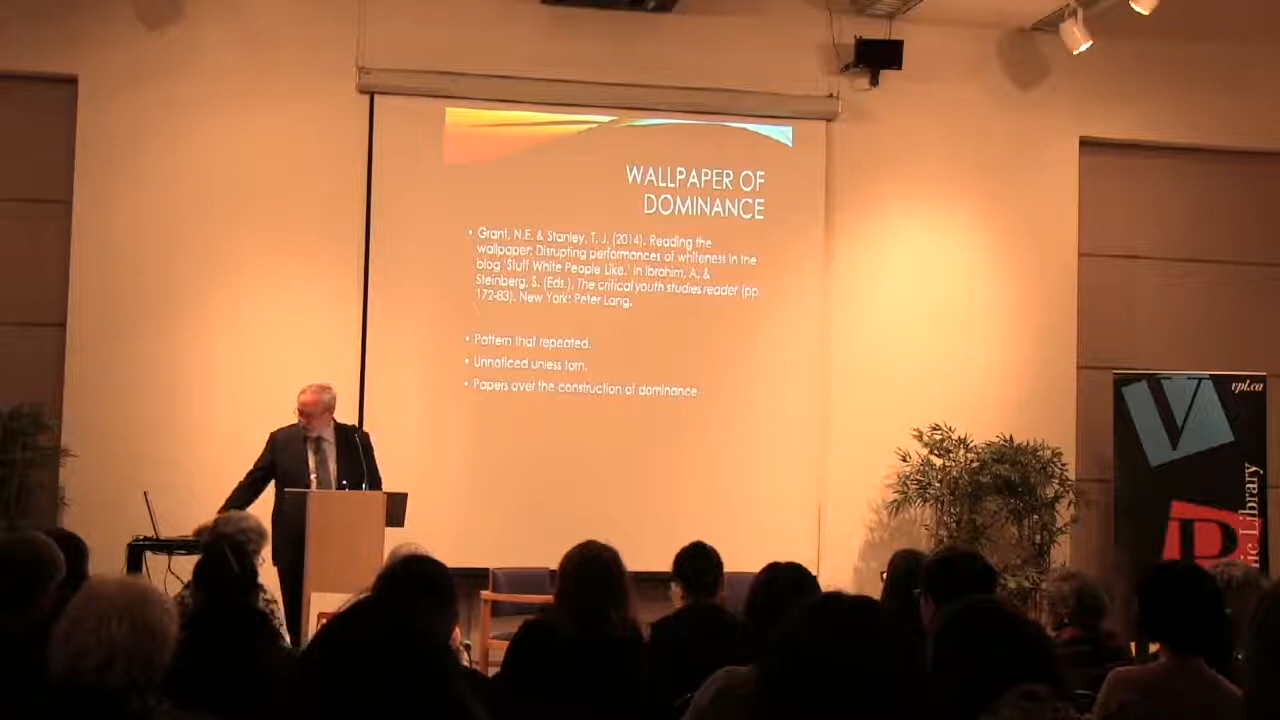 WALLPAPER OF
DOMINANCE
• Grant, N.E. & Stanley, T. J. (2014). Reading the
wallpaper: Disrupting performances of whiteness in the
blog 'Stuff White People Like.' In Ibrahim, A. &
Steinberg, S. (Eds.), The critical youth studies reader (pp.
172-83). New York: Peter Lang.
• Pattern that repeated.
• Unnoticed unless torn.
• Papers over the construction of dominance
vpl.ca
V
P
ic Library